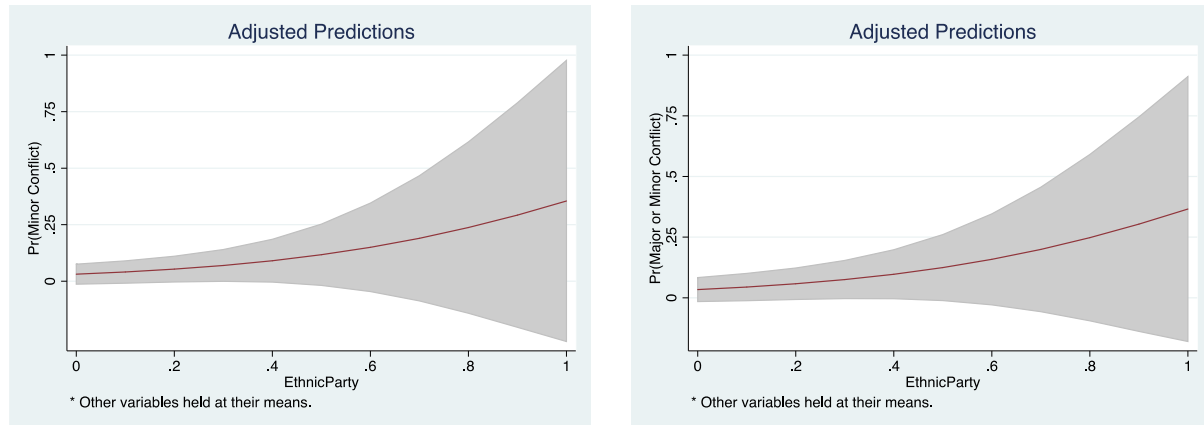 Adjusted Predictions
Pr(Minor Conflict)
1
.75
.5
.25
0
0 .2 .4 .6 .8 1
EthnicParty
* Other variables held at their means.
Adjusted Predictions
Pr(Major or Minor Conflict)
1
.75
.5
.25
0
0 .2 .4 .6 .8 1
EthnicParty
* Other variables held at their means.